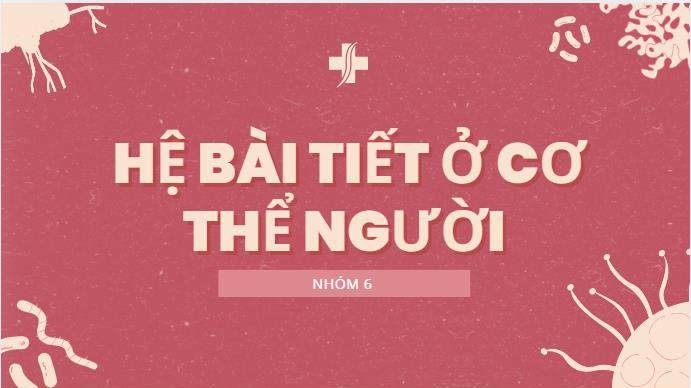 HỆ BÀI TIẾT Ở CƠ
THỂ NGƯỜI
NHÓM 6